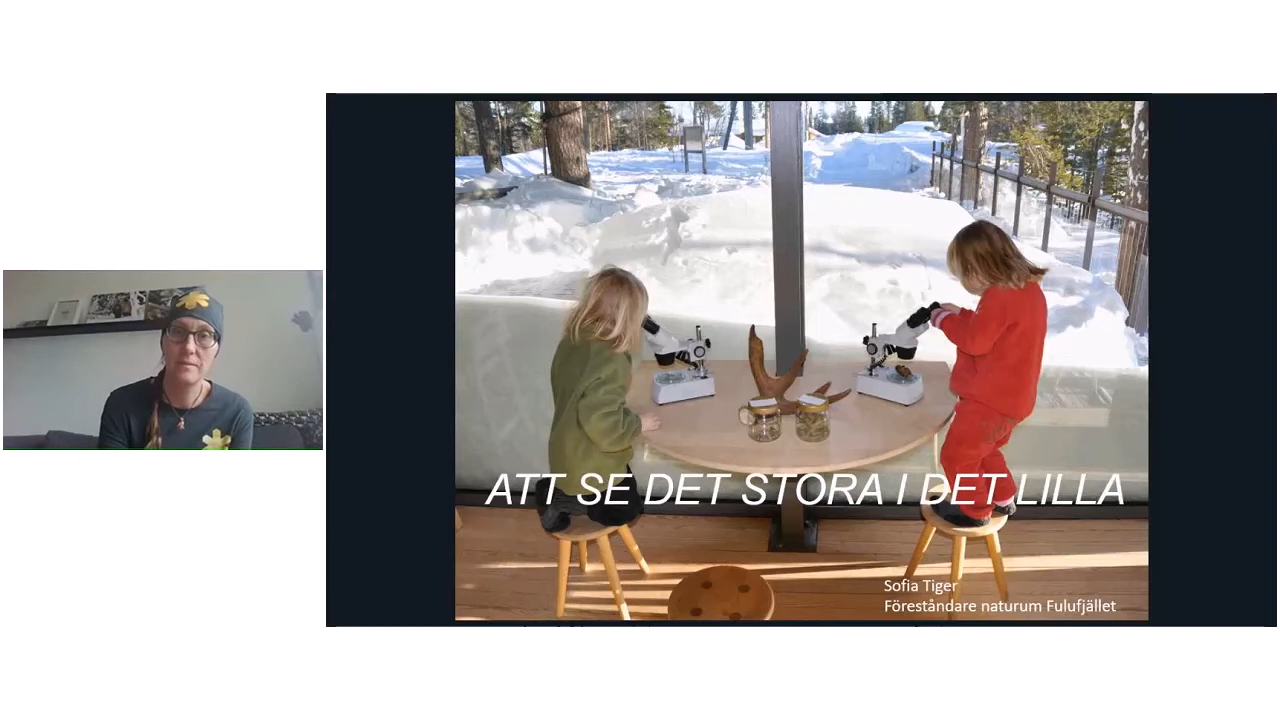 ATT SE DET STORA I DET LILLA
Sofia Tiger
Föreståndare naturum Fulufjället